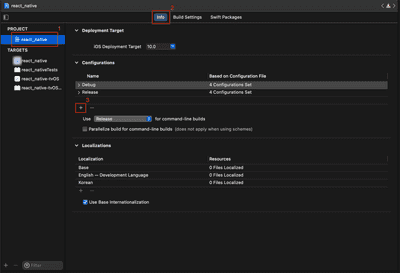 react_native
2
Info Build Settings Swift Packages
PROJECT
react_native
TARGETS
react_native
react_nativeTests
react_native-tvOS
react_native-tvOS...
Deployment Target
iOS Deployment Target 10.0
Configurations
Name Based on Configuration File
Debug 4 Configurations Set
Release 4 Configurations Set
3
+ −
Use Release for command-line builds
Parallelize build for command-line builds (does not apply when using schemes)
Localizations
Localization Resources
Base 0 Files Localized
English — Development Language 0 Files Localized
Korean 0 Files Localized
+ −
Use Base Internationalization
+ − Filter